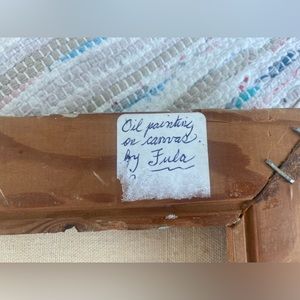 Oil painting
on canvas.
by Fula
?